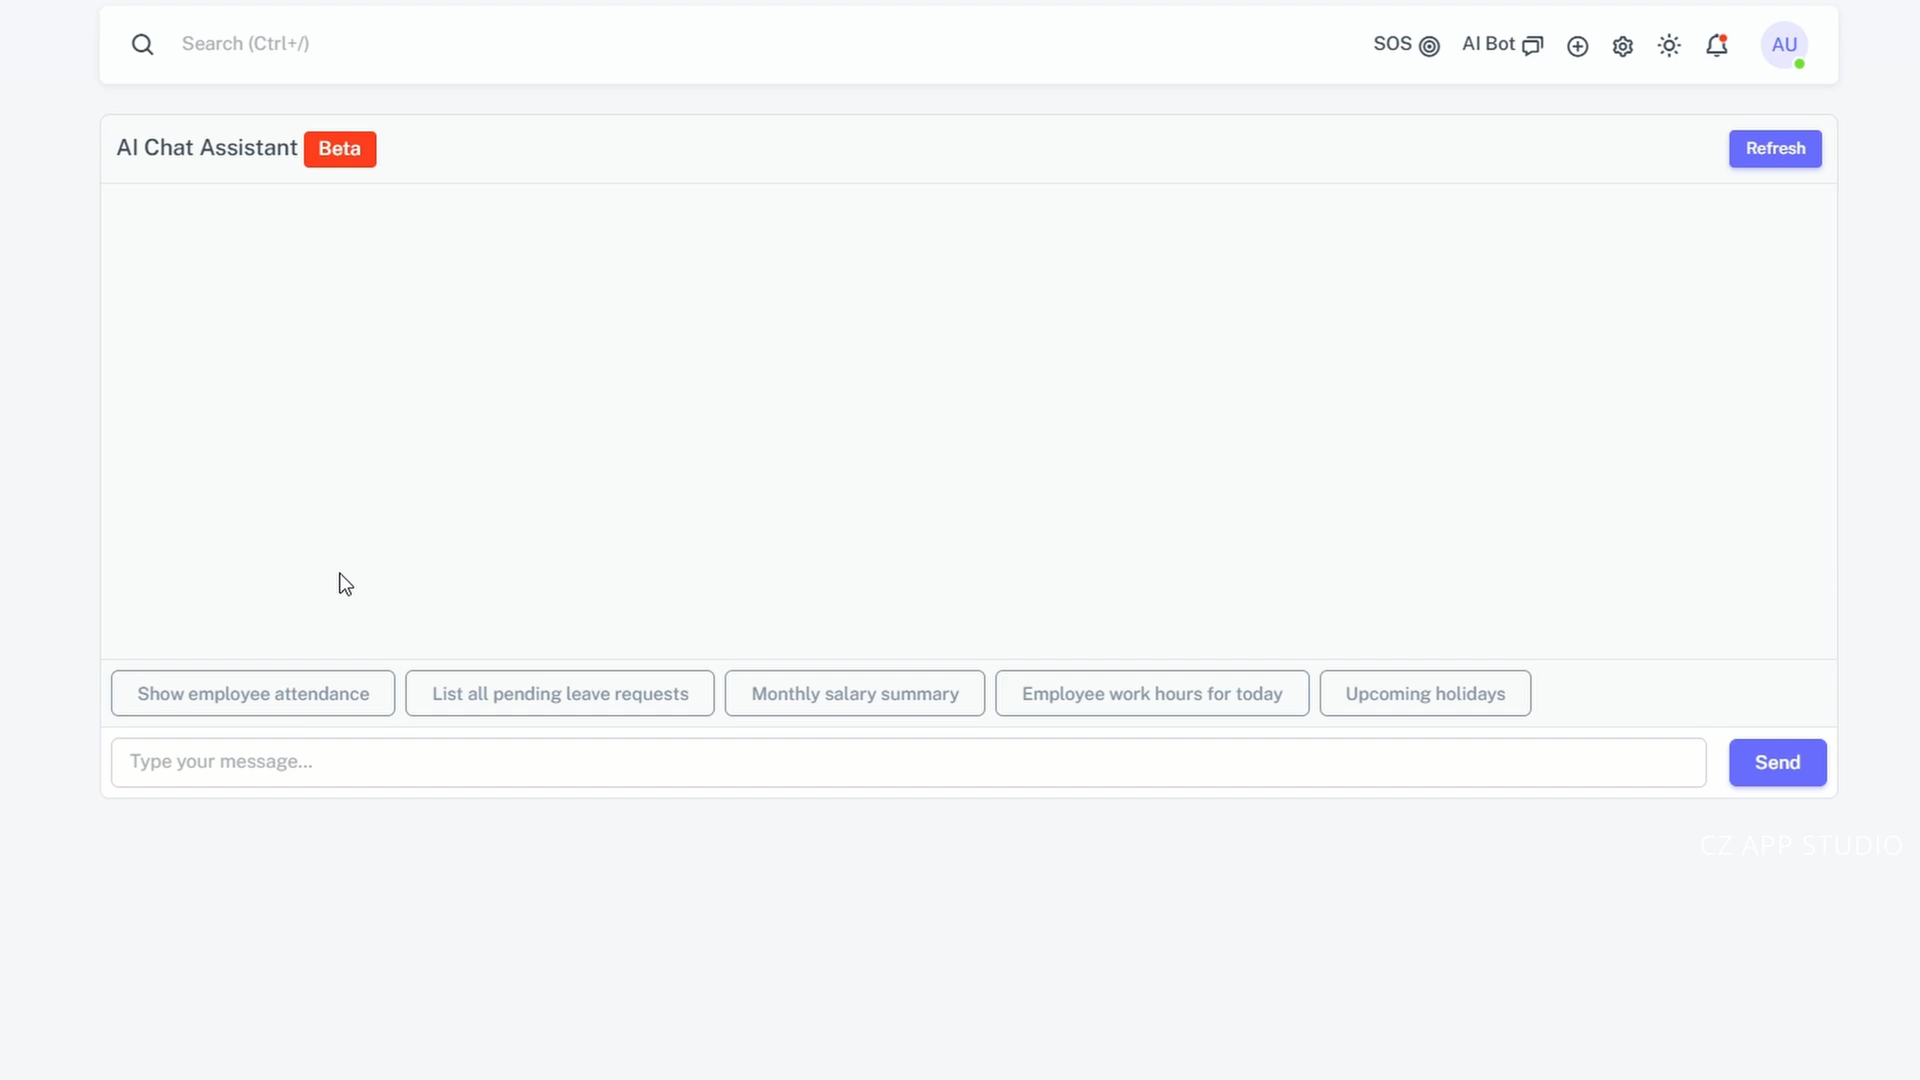 Search (Ctrl+/)
SOS
AI Bot
AU
AI Chat Assistant
Beta
Refresh
Show employee attendance
List all pending leave requests
Monthly salary summary
Employee work hours for today
Upcoming holidays
Type your message...
Send
CZ APP STUDIO